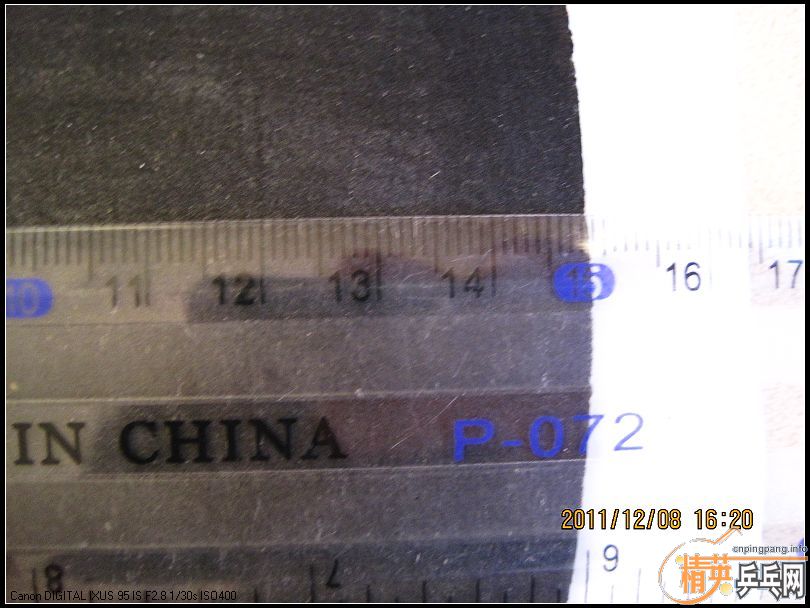 10 11 12 13 14 15 16 17
IN CHINA P-072
2011/12/08 16:20
8 7 6
cnpingpang.info
精英乒乓网
Canon DIGITAL IXUS 95 IS F2.8 1/30s ISO400